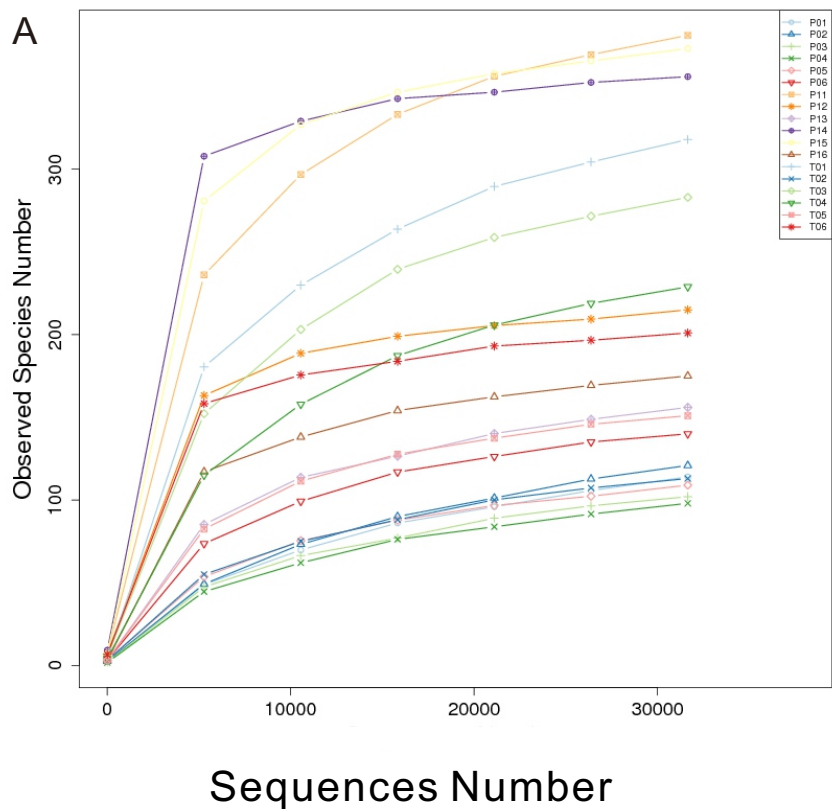 A
P01
P02
P03
P04
P05
P06
P11
P12
P13
P14
P15
P16
T01
T02
T03
T04
T05
T06
Observed Species Number
300
200
100
0
0 10000 20000 30000
Sequences Number